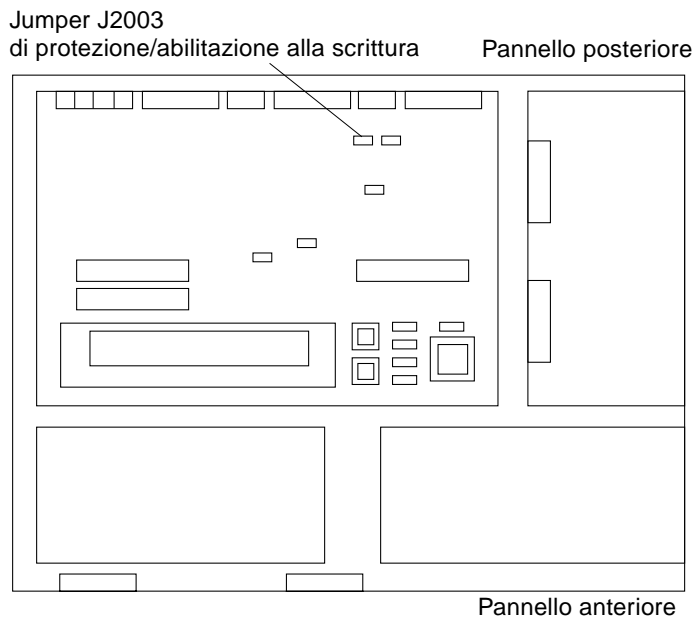 Jumper J2003
di protezione/abilitazione alla scrittura
Pannello posteriore
Pannello anteriore